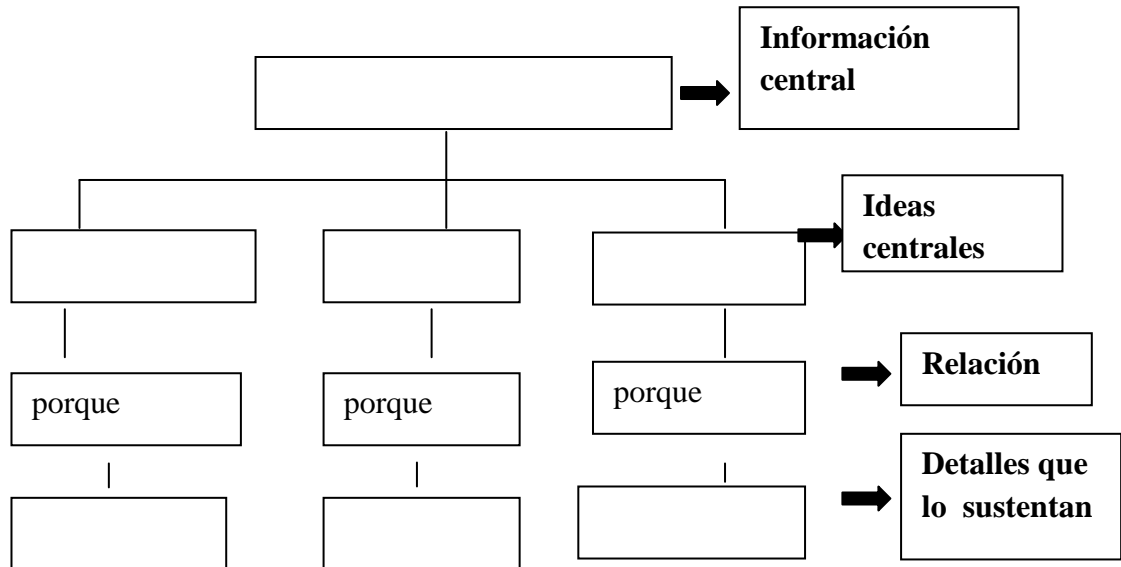 Información
central
Ideas
centrales
porque
porque
porque
Relación
Detalles que
lo sustentan